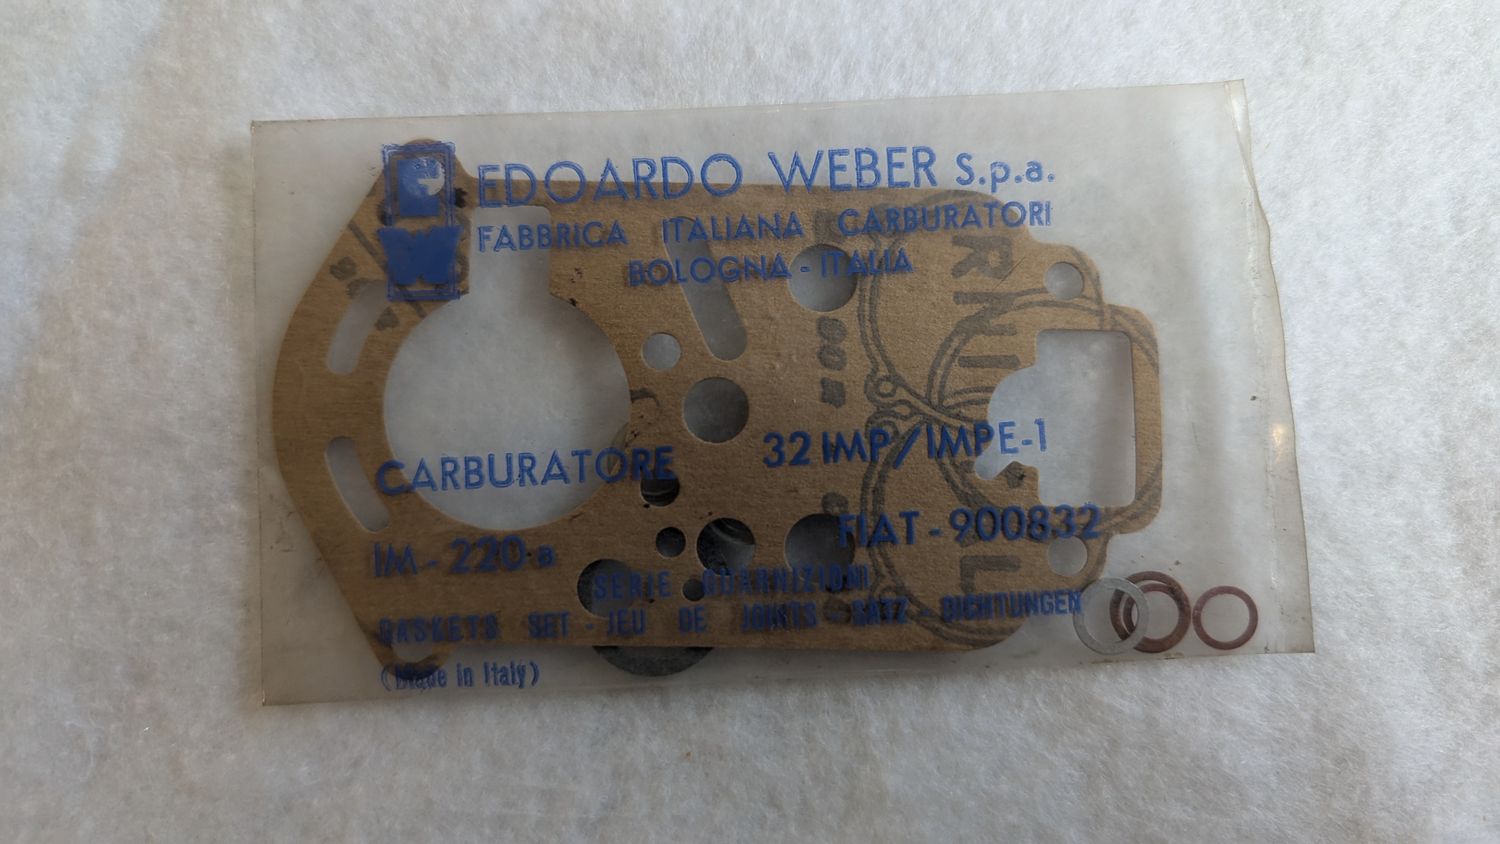 EDOARDO WEBER S.p.a.
FABBRICA ITALIANA CARBURATORI
BOLOGNA - ITALIA
CARBURATORE 32 IMP/IMPE-1
IM - 220 a FIAT - 900832
SERIE GUARNIZIONI
GASKETS SET - JEU DE JOINTS - SATZ - DICHTUNGEN
(Made in Italy)